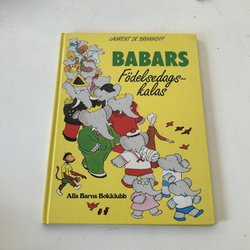 LAURENT DE BRUNHOFF
BABARS
Födelsedags-
kalas
Alla Barns Bokklubb